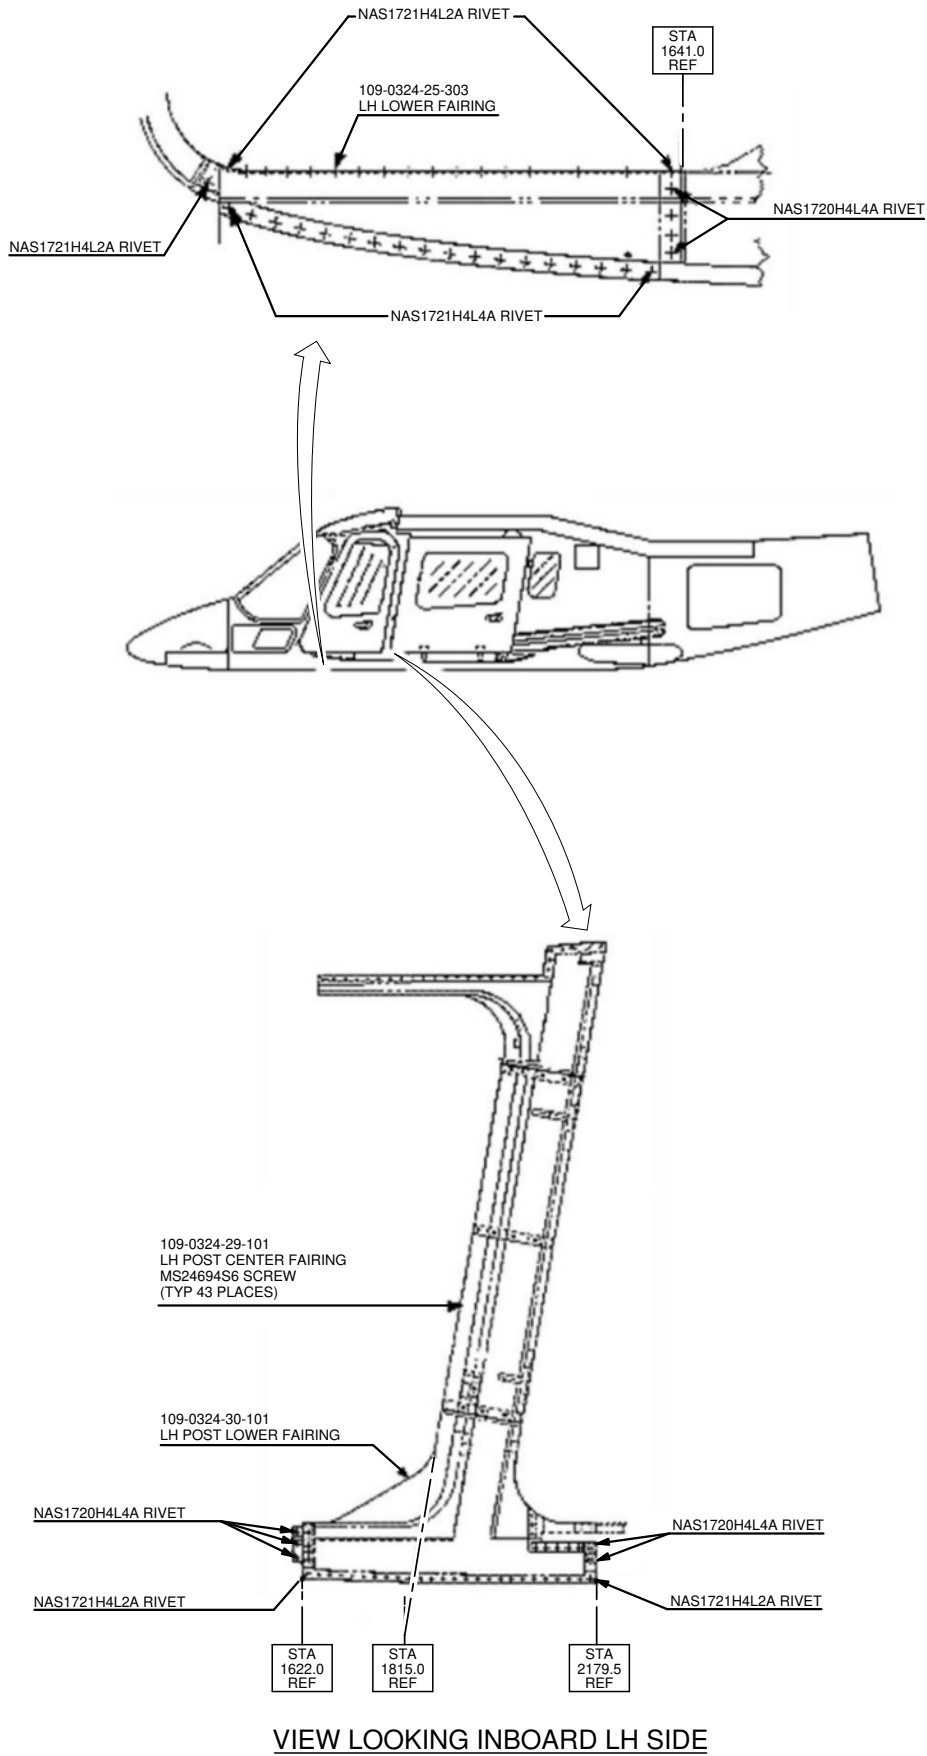 NAS1721H4L2A RIVET
STA
1641.0
REF
109-0324-25-303
LH LOWER FAIRING
NAS1720H4L4A RIVET
NAS1721H4L2A RIVET
NAS1721H4L4A RIVET
109-0324-29-101
LH POST CENTER FAIRING
MS24694S6 SCREW
(TYP 43 PLACES)
109-0324-30-101
LH POST LOWER FAIRING
NAS1720H4L4A RIVET
NAS1720H4L4A RIVET
NAS1721H4L2A RIVET
NAS1721H4L2A RIVET
STA
1622.0
REF
STA
1815.0
REF
STA
2179.5
REF
VIEW LOOKING INBOARD LH SIDE